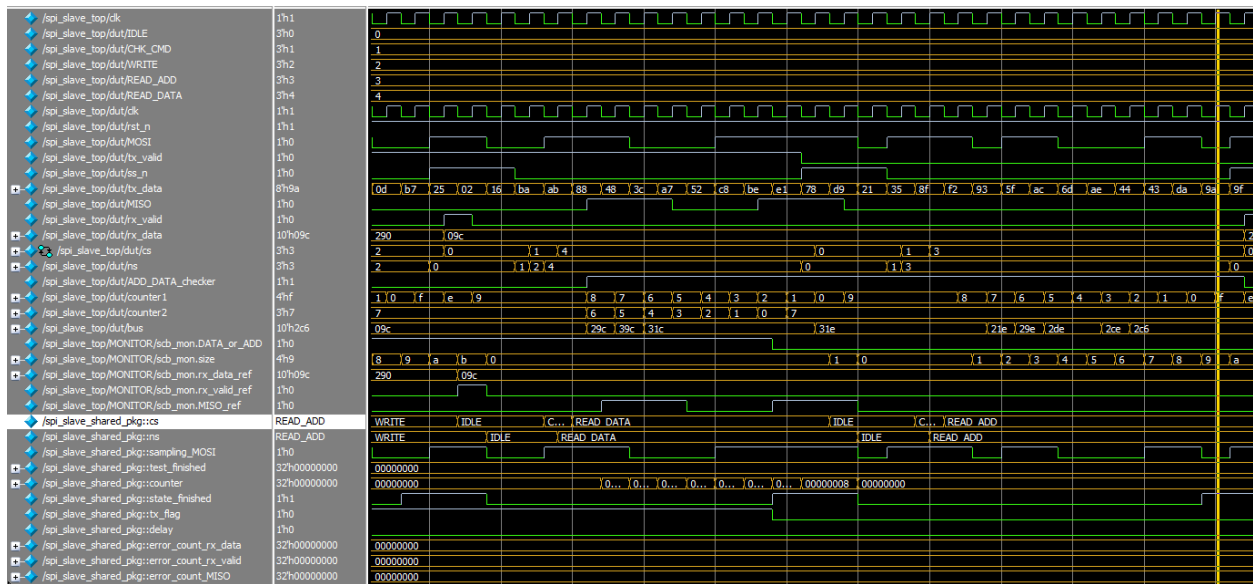 /spi_slave_top/clk 1'h1
/spi_slave_top/dut/IDLE 3'h0 0
/spi_slave_top/dut/CHK_CMD 3'h1 1
/spi_slave_top/dut/WRITE 3'h2 2
/spi_slave_top/dut/READ_ADD 3'h3 3
/spi_slave_top/dut/READ_DATA 3'h4 4
/spi_slave_top/dut/clk 1'h1
/spi_slave_top/dut/rst_n 1'h1
/spi_slave_top/dut/MOSI 1'h0
/spi_slave_top/dut/tx_valid 1'h0
/spi_slave_top/dut/ss_n 1'h0
/spi_slave_top/dut/tx_data 8'h9a 0d b7 25 02 16 ba ab 88 48 3c a7 52 c8 be e1 78 d9 21 35 8f f2 93 5f ac 6d ae 44 43 da 9a 9f
/spi_slave_top/dut/MISO 1'h0
/spi_slave_top/dut/rx_valid 1'h0
/spi_slave_top/dut/rx_data 10'h09c 290 09c 2
/spi_slave_top/dut/cs 3'h3 2 0 1 4 0 1 3 0
/spi_slave_top/dut/ns 3'h3 2 0 1 2 4 0 1 3 0
/spi_slave_top/dut/ADD_DATA_checker 1'h1
/spi_slave_top/dut/counter1 4'hf 1 0 f e 9 8 7 6 5 4 3 2 1 0 9 8 7 6 5 4 3 2 1 0 f e
/spi_slave_top/dut/counter2 3'h7 7 6 5 4 3 2 1 0 7
/spi_slave_top/dut/bus 10'h2c6 09c 29c 39c 31c 31e 21e 29e 2de 2ce 2c6
/spi_slave_top/MONITOR/scb_mon.DATA_or_ADD 1'h0
/spi_slave_top/MONITOR/scb_mon.size 4'h9 8 9 a b 0 1 0 1 2 3 4 5 6 7 8 9 a
/spi_slave_top/MONITOR/scb_mon.rx_data_ref 10'h09c 290 09c
/spi_slave_top/MONITOR/scb_mon.rx_valid_ref 1'h0
/spi_slave_top/MONITOR/scb_mon.MISO_ref 1'h0
/spi_slave_shared_pkg::cs READ_ADD WRITE IDLE C... READ DATA IDLE C... READ ADD
/spi_slave_shared_pkg::ns READ_ADD WRITE IDLE READ DATA IDLE READ ADD
/spi_slave_shared_pkg::sampling_MOSI 1'h0
/spi_slave_shared_pkg::test_finished 32'h00000000 00000000
/spi_slave_shared_pkg::counter 32'h00000000 00000000 0... 0... 0... 0... 0... 0... 0... 00000008 00000000
/spi_slave_shared_pkg::state_finished 1'h1
/spi_slave_shared_pkg::tx_flag 1'h0
/spi_slave_shared_pkg::delay 1'h0
/spi_slave_shared_pkg::error_count_rx_data 32'h00000000 00000000
/spi_slave_shared_pkg::error_count_rx_valid 32'h00000000 00000000
/spi_slave_shared_pkg::error_count_MISO 32'h00000000 00000000